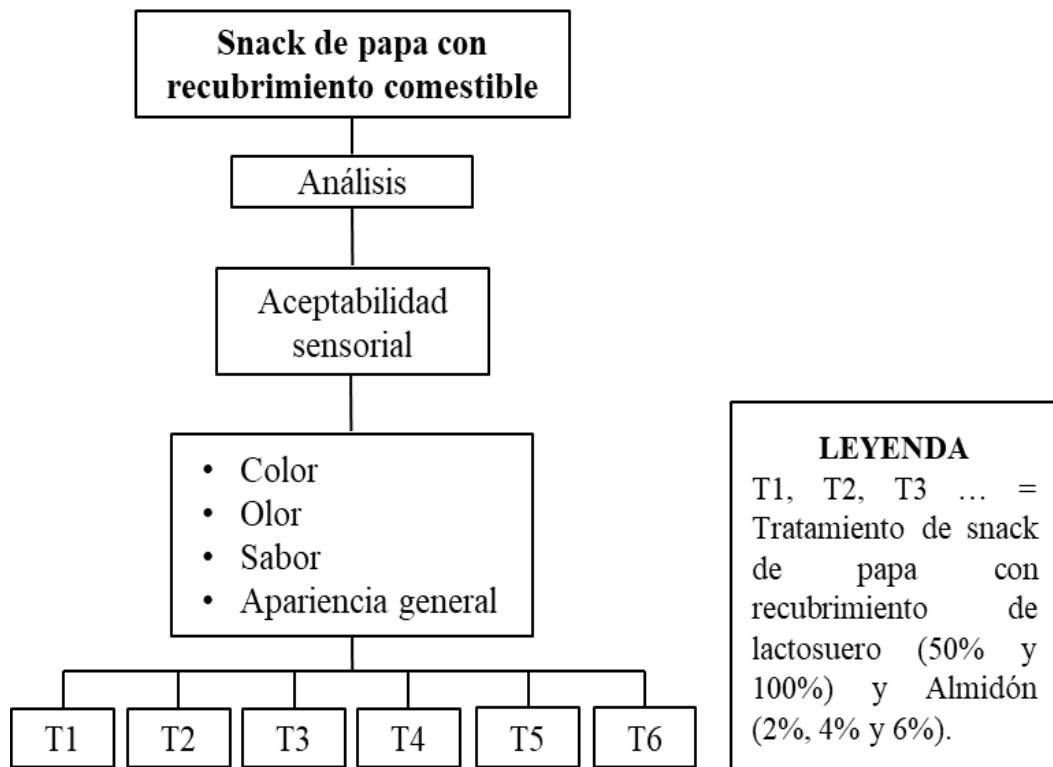 Snack de papa con
recubrimiento comestible
Análisis
Aceptabilidad
sensorial
• Color
• Olor
• Sabor
• Apariencia general
T1 T2 T3 T4 T5 T6
LEYENDA
T1, T2, T3 … =
Tratamiento de snack
de papa con
recubrimiento de
lactosuero (50% y
100%) y Almidón
(2%, 4% y 6%).